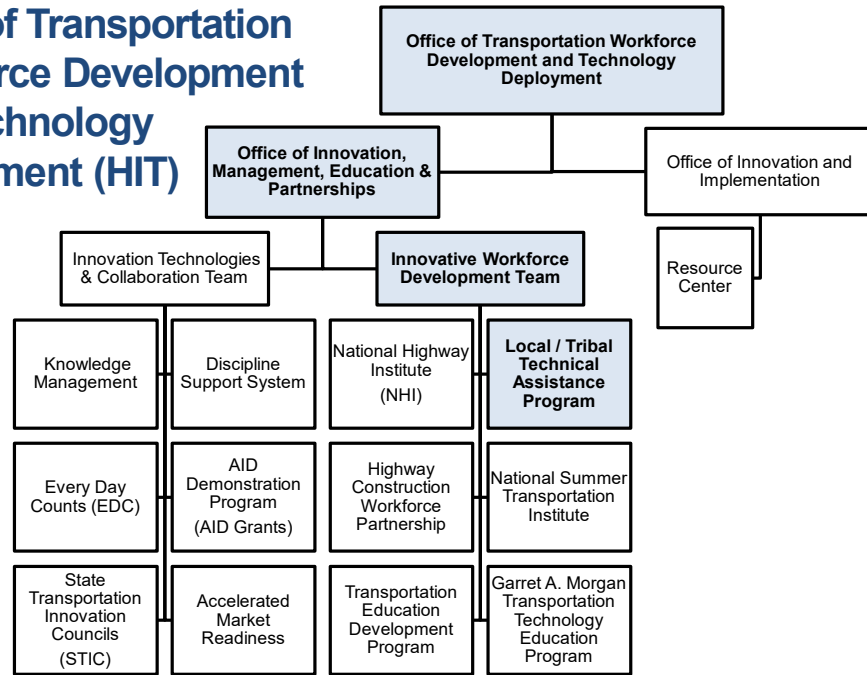 of Transportation
Development
(HIT)
Office of Transportation Workforce
Development and Technology
Deployment
Office of Innovation,
Management, Education &
Partnerships
Office of Innovation and
Implementation
Innovation Technologies
& Collaboration Team
Innovative Workforce
Development Team
Resource
Center
Knowledge
Management
Discipline
Support System
National Highway
Institute
(NHI)
Local / Tribal
Technical
Assistance
Program
Every Day
Counts (EDC)
AID
Demonstration
Program
(AID Grants)
Highway
Construction
Workforce
Partnership
National Summer
Transportation
Institute
State
Transportation
Innovation
Councils
(STIC)
Accelerated
Market
Readiness
Transportation
Education
Development
Program
Garret A. Morgan
Transportation
Technology
Education
Program